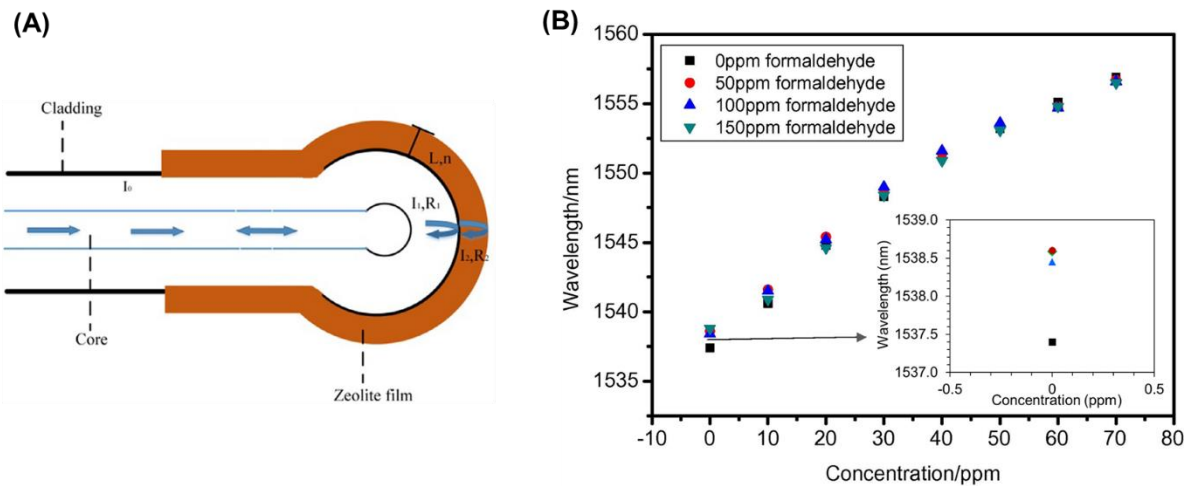 (A)
Cladding
I₀
L,n
I₁,R₁
I₂,R₂
Core
Zeolite film
(B)
1560
1555
1550
1545
1540
1535
Wavelength/nm
0ppm formaldehyde
50ppm formaldehyde
100ppm formaldehyde
150ppm formaldehyde
1539.0
1538.5
1538.0
1537.5
1537.0
Wavelength (nm)
-0.5 0 0.5
Concentration (ppm)
-10 0 10 20 30 40 50 60 70 80
Concentration/ppm